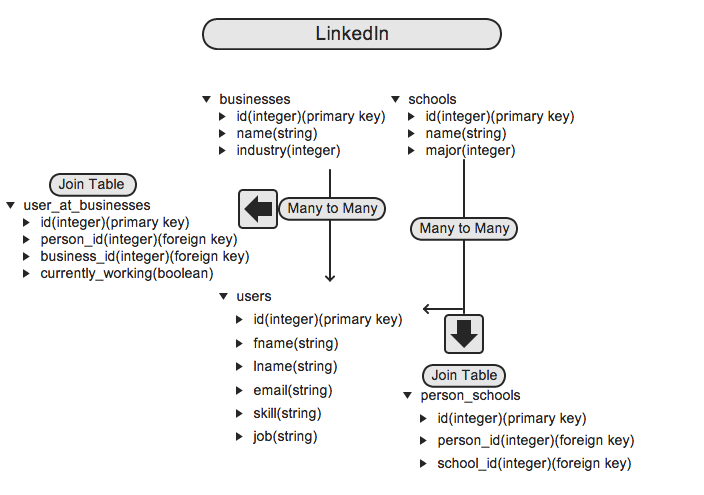 LinkedIn
businesses
id(integer)(primary key)
name(string)
industry(integer)
schools
id(integer)(primary key)
name(string)
major(integer)
Join Table
user_at_businesses
id(integer)(primary key)
person_id(integer)(foreign key)
business_id(integer)(foreign key)
currently_working(boolean)
Many to Many
Many to Many
users
id(integer)(primary key)
fname(string)
lname(string)
email(string)
skill(string)
job(string)
Join Table
person_schools
id(integer)(primary key)
person_id(integer)(foreign key)
school_id(integer)(foreign key)